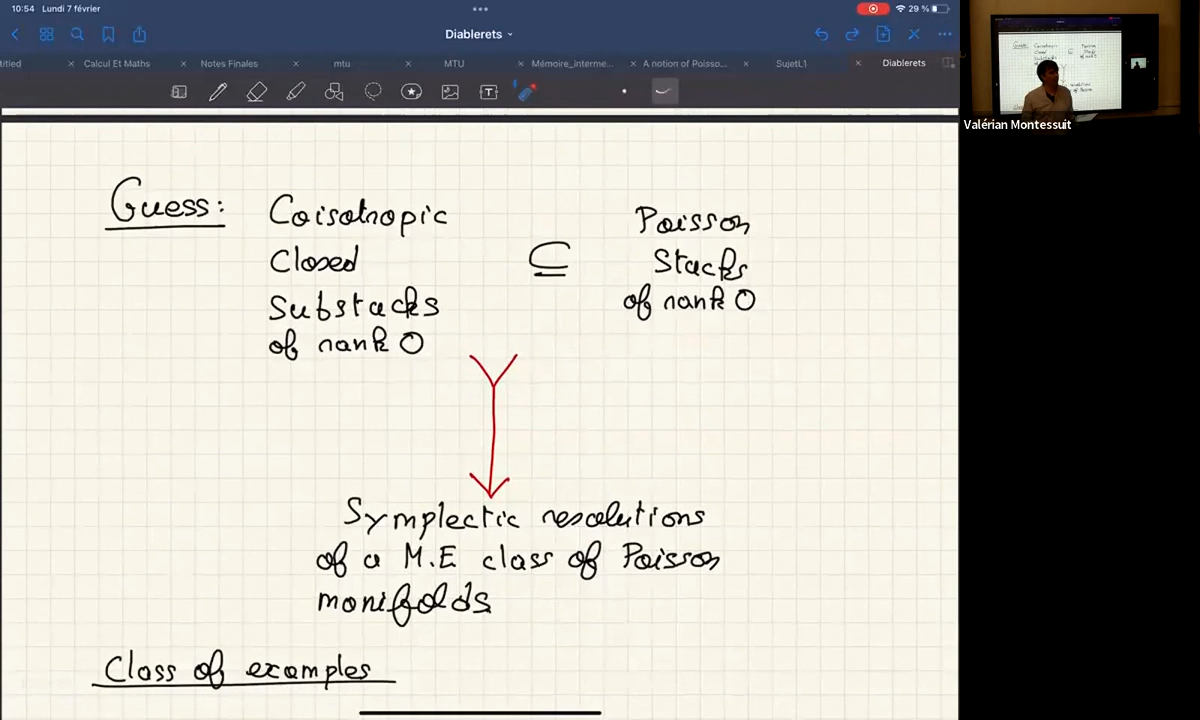 10:54 Lundi 7 février
29 %
Diablerets
titled
Calcul Et Maths
Notes Finales
mtu
MTU
Mémoire_interme...
A notion of Poisso...
SujetL1
Diablerets
Valérian Montessuit
Guess: Coisotropic Closed Substacks of rank 0 ⊆ Poisson Stacks of rank 0
Symplectic resolutions
of a M.E class of Poisson
manifolds
Class of examples